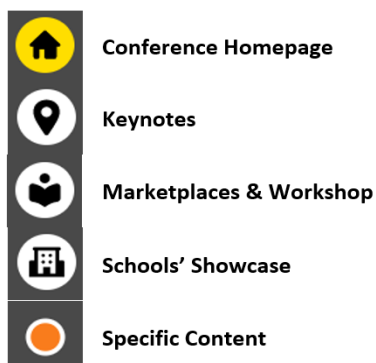 Conference Homepage
Keynotes
Marketplaces & Workshop
Schools’ Showcase
Specific Content